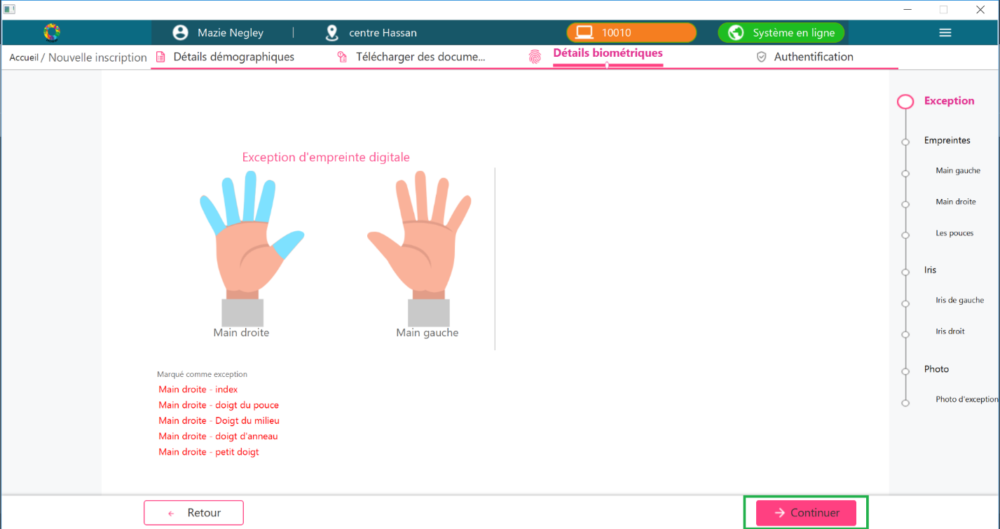 Mazie Negley | centre Hassan 10010 Système en ligne
Accueil / Nouvelle inscription Détails démographiques Télécharger des docume... Détails biométriques Authentification
Exception d'empreinte digitale
Main droite Main gauche
Marqué comme exception
Main droite - index
Main droite - doigt du pouce
Main droite - Doigt du milieu
Main droite - doigt d'anneau
Main droite - petit doigt
Exception
Empreintes
Main gauche
Main droite
Les pouces
Iris
Iris de gauche
Iris droit
Photo
Photo d'exception
Retour Continuer